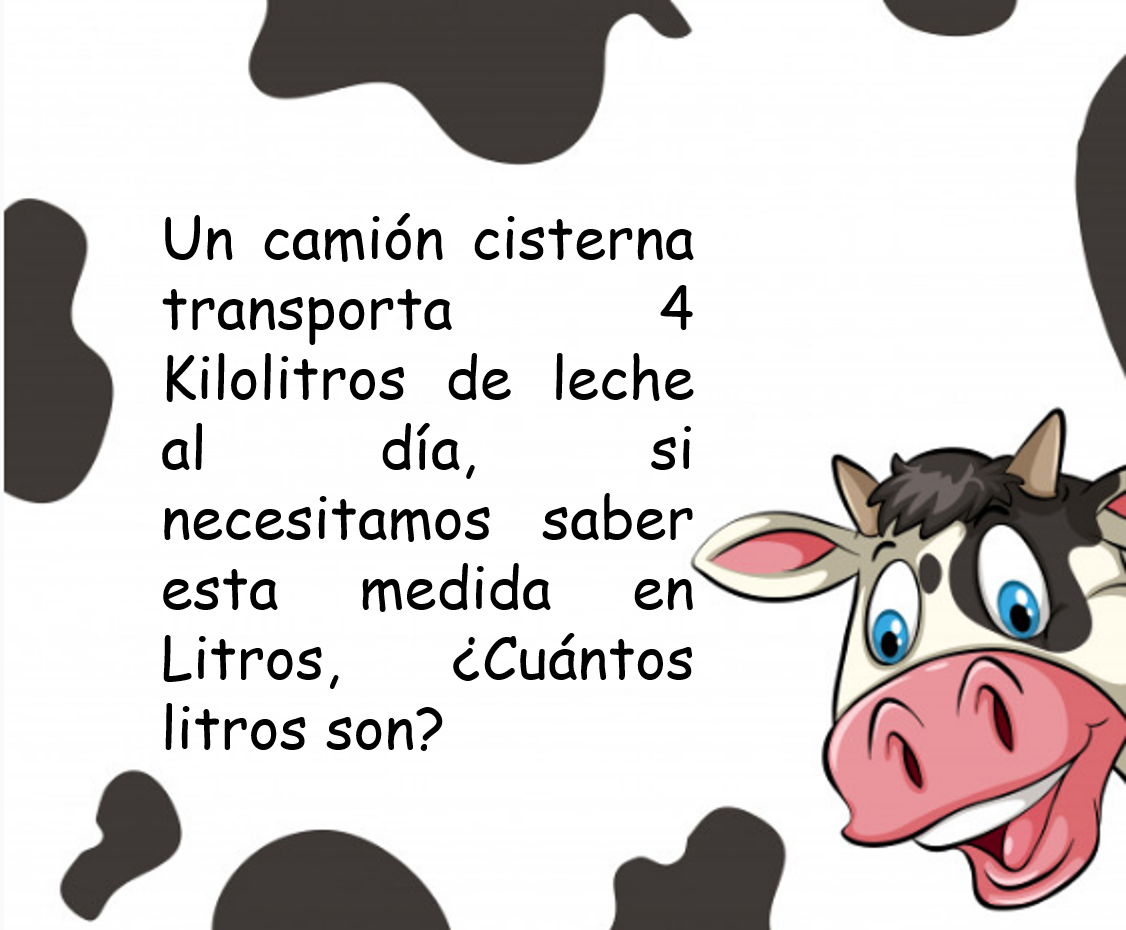 Un camión cisterna
transporta 4
Kilolitros de leche
al día, si
necesitamos saber
esta medida en
Litros, ¿Cuántos
litros son?